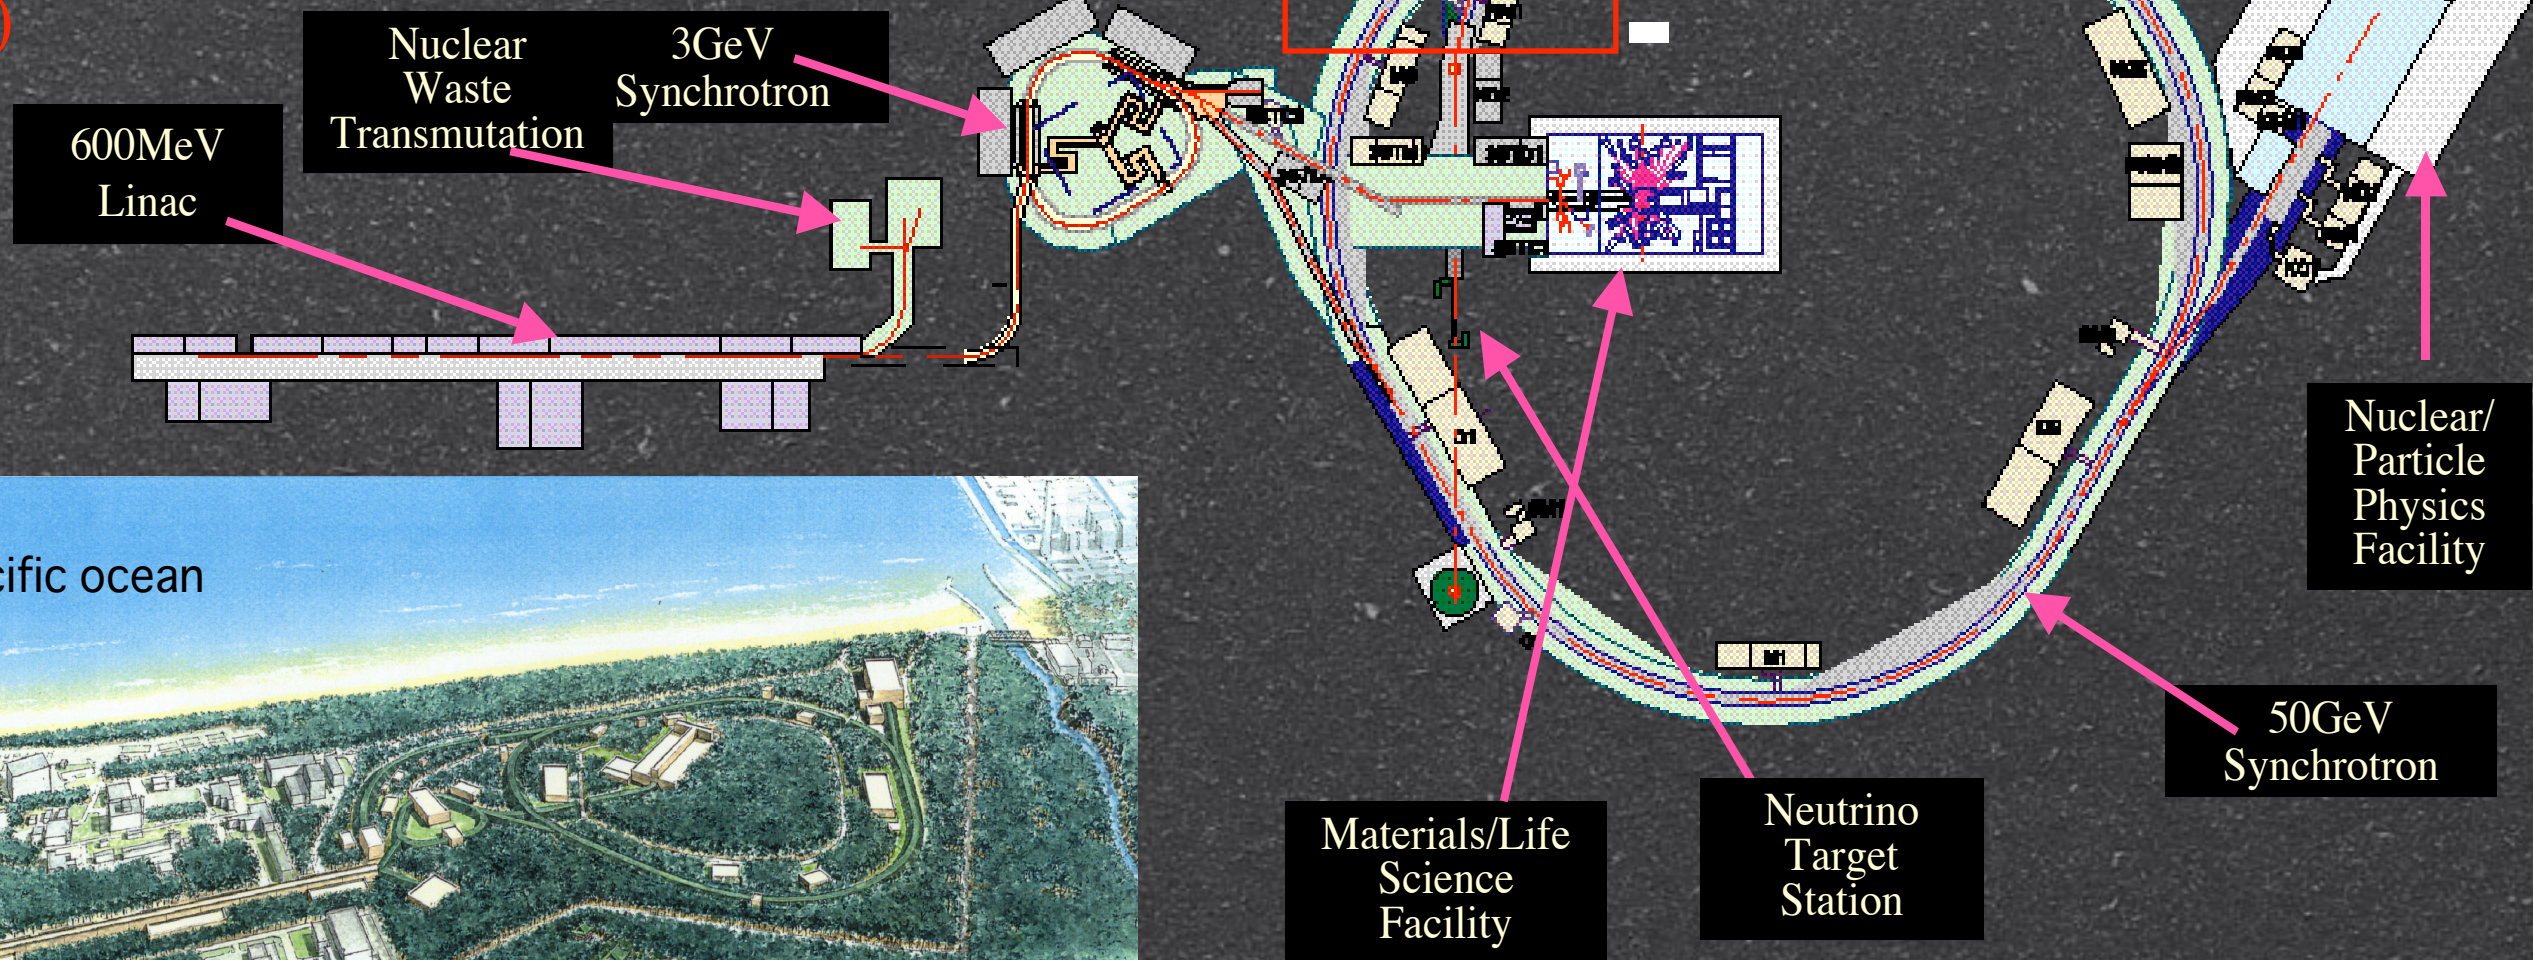 )
Nuclear
Waste
Transmutation
3GeV
Synchrotron
600MeV
Linac
Nuclear/
Particle
Physics
Facility
cific ocean
50GeV
Synchrotron
Materials/Life
Science
Facility
Neutrino
Target
Station